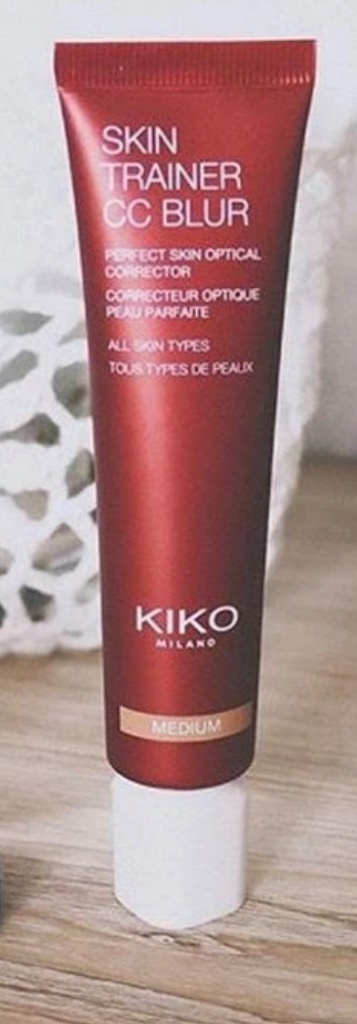 SKIN
TRAINER
CC BLUR
PERFECT SKIN OPTICAL
CORRECTOR
CORRECTEUR OPTIQUE
PEAU PARFAITE
ALL SKIN TYPES
TOUS TYPES DE PEAUX
KIKO
MILANO
MEDIUM